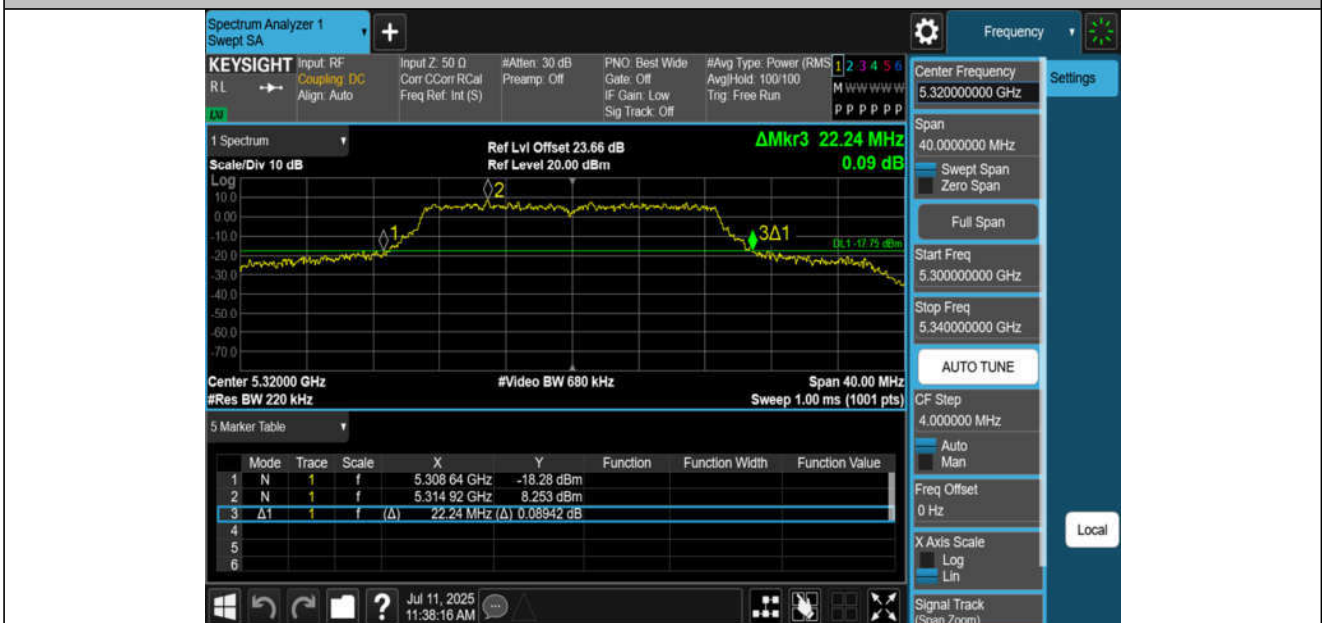 Spectrum Analyzer 1
Swept SA
+
Frequency
KEYSIGHT
RL
LU
Input: RF
Coupling: DC
Align: Auto
Input Z: 50 Ω
Corr CCorr RCal
Freq Ref: Int (S)
#Atten: 30 dB
Preamp: Off
PNO: Best Wide
Gate: Off
IF Gain: Low
Sig Track: Off
#Avg Type: Power (RMS
Avg|Hold: 100/100
Trig: Free Run
1 2 3 4 5 6
M W W W W W
P P P P P P
1 Spectrum
Scale/Div 10 dB
Ref Lvl Offset 23.66 dB
Ref Level 20.00 dBm
ΔMkr3 22.24 MHz
0.09 dB
Log
10.0
0.00
-10.0
-20.0
-30.0
-40.0
-50.0
-60.0
-70.0
1
2
3Δ1
DL1 -17.75 dBm
Center 5.32000 GHz
#Video BW 680 kHz
Span 40.00 MHz
#Res BW 220 kHz
Sweep 1.00 ms (1001 pts)
5 Marker Table
Mode Trace Scale X Y Function Function Width Function Value
1 N 1 f 5.308 64 GHz -18.28 dBm
2 N 1 f 5.314 92 GHz 8.253 dBm
3 Δ1 1 f (Δ) 22.24 MHz (Δ) 0.08942 dB
4
5
6
?
Jul 11, 2025
11:38:16 AM
Center Frequency
5.320000000 GHz
Span
40.0000000 MHz
Swept Span
Zero Span
Full Span
Start Freq
5.300000000 GHz
Stop Freq
5.340000000 GHz
AUTO TUNE
CF Step
4.000000 MHz
Auto
Man
Freq Offset
0 Hz
X Axis Scale
Log
Lin
Signal Track
(Span Zoom)
Settings
Local